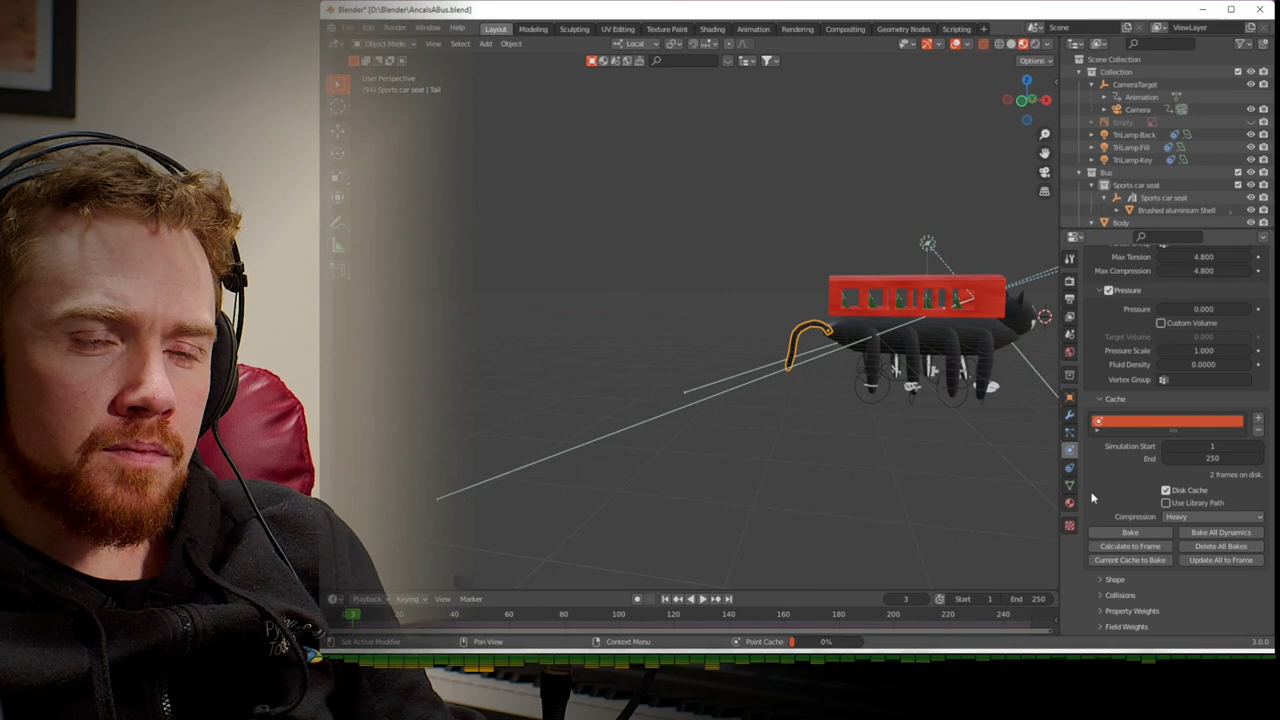 Blender* [D:\Blender\AncaisABus.blend]
File Edit Render Window Help Layout Modeling Sculpting UV Editing Texture Paint Shading Animation Rendering Compositing Geometry Nodes Scripting + Scene ViewLayer
Object Mode View Select Add Object Local
Options
User Perspective
(94) Sports car seat | Tail
Scene Collection
Collection
CameraTarget
Animation
Camera
Empty
TriLamp-Back
TriLamp-Fill
TriLamp-Key
Bus
Sports car seat
Sports car seat
Brushed aluminium Shell
Body
Max Tension 4.800
Max Compression 4.800
Pressure
Pressure 0.000
Custom Volume
Target Volume 0.000
Pressure Scale 1.000
Fluid Density 0.0000
Vertex Group
Cache
Simulation Start 1
End 250
2 frames on disk.
Disk Cache
Use Library Path
Compression Heavy
Bake Bake All Dynamics
Calculate to Frame Delete All Bakes
Current Cache to Bake Update All to Frame
Shape
Collisions
Property Weights
Field Weights
Playback Keying View Marker 3 Start 1 End 250
3 20 40 60 80 100 120 140 160 180 200 220 240
Set Active Modifier Pan View Context Menu Point Cache 0% 3.0.0